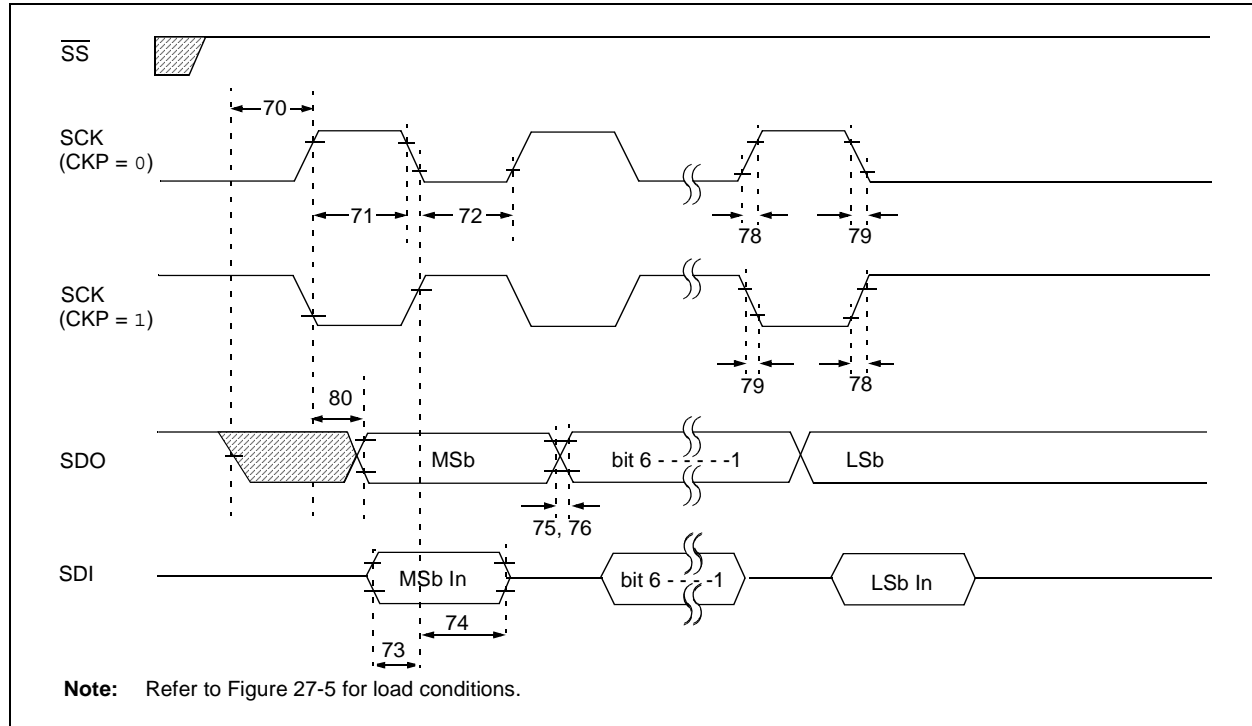 SS
70
SCK
(CKP = 0)
71
72
78
79
SCK
(CKP = 1)
79
78
80
SDO
MSb
bit 6 - - - - - -1
LSb
75, 76
SDI
MSb In
bit 6 - - - - -1
LSb In
74
73
Note: Refer to Figure 27-5 for load conditions.